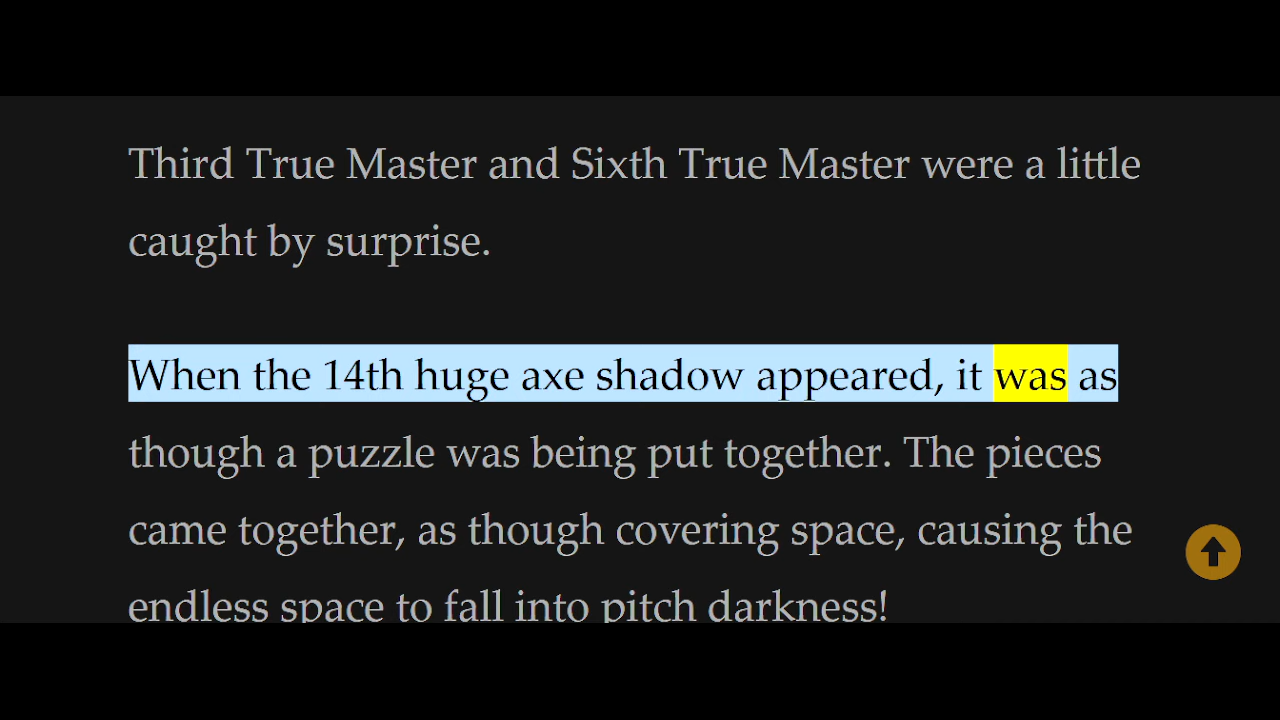 Third True Master and Sixth True Master were a little
caught by surprise.
When the 14th huge axe shadow appeared, it was as
though a puzzle was being put together. The pieces
came together, as though covering space, causing the
endless space to fall into pitch darkness!